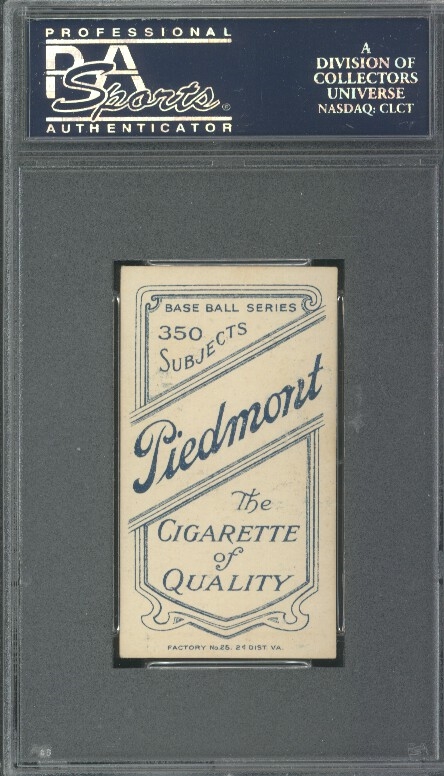 PROFESSIONAL
PSA
Sports®
AUTHENTICATOR
A
DIVISION OF
COLLECTORS
UNIVERSE
NASDAQ: CLCT
BASE BALL SERIES
350
SUBJECTS
Piedmont
The
CIGARETTE
of
QUALITY
FACTORY No 25. 2d DIST. VA.